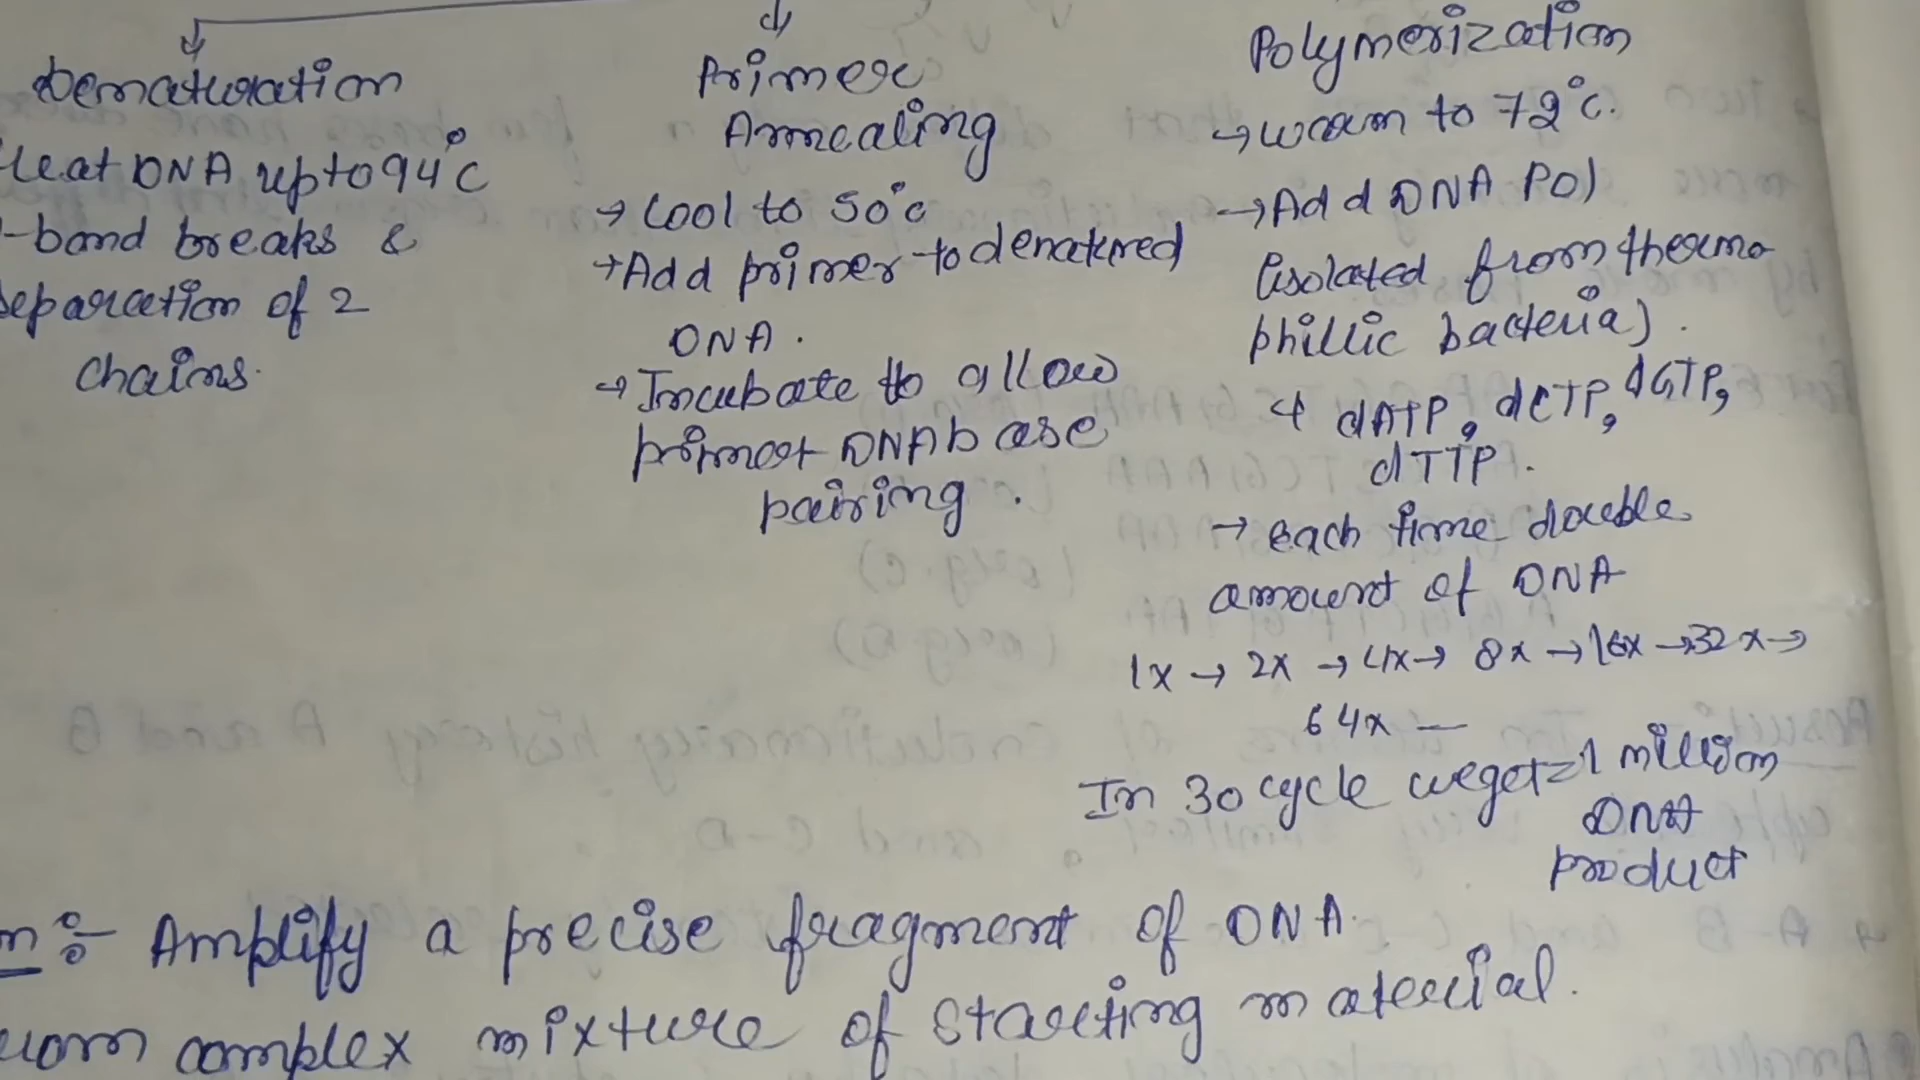 Denaturation
Heat DNA upto 94°C
-bond breaks &
separation of 2
chains.
Primer
Annealing
→ Cool to 50°C
→ Add primer to denatured
DNA.
→ Incubate to allow
primer DNA base
pairing.
Polymerization
→ warm to 72°C.
→ Add DNA Pol
(isolated from thermo
phillic bacteria).
& dATP, dCTP, dGTP,
dTTP.
→ each time double
amount of DNA
1x → 2x → 4x → 8x → 16x → 32x →
64x —
In 30 cycle we get = 1 million
DNA
product
m :- Amplify a precise fragment of DNA.
from complex mixture of starting material.